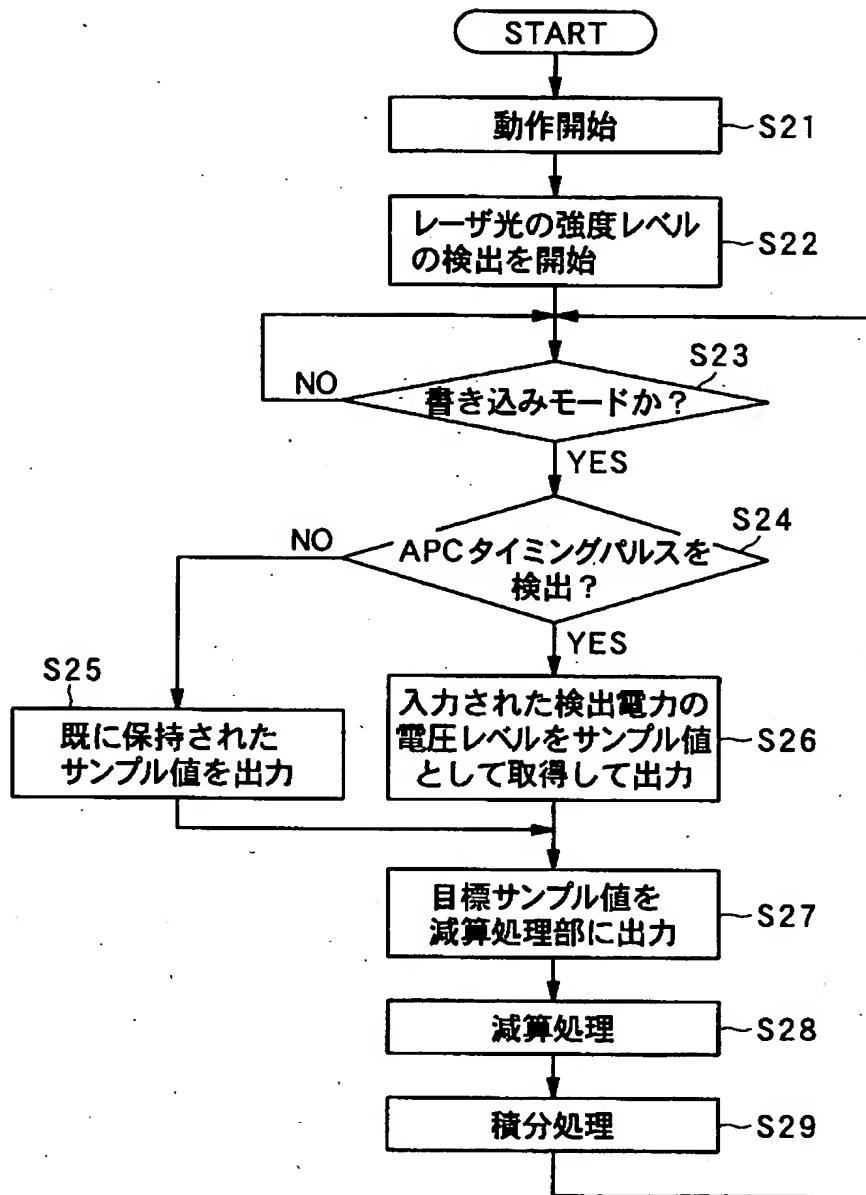 START
動作開始
S21
レーザ光の強度レベル
の検出を開始
S22
S23
NO
書き込みモードか？
YES
S24
NO
APCタイミングパルスを
検出？
YES
S25
既に保持された
サンプル値を出力
入力された検出電力の
電圧レベルをサンプル値
として取得して出力
S26
目標サンプル値を
減算処理部に出力
S27
減算処理
S28
積分処理
S29